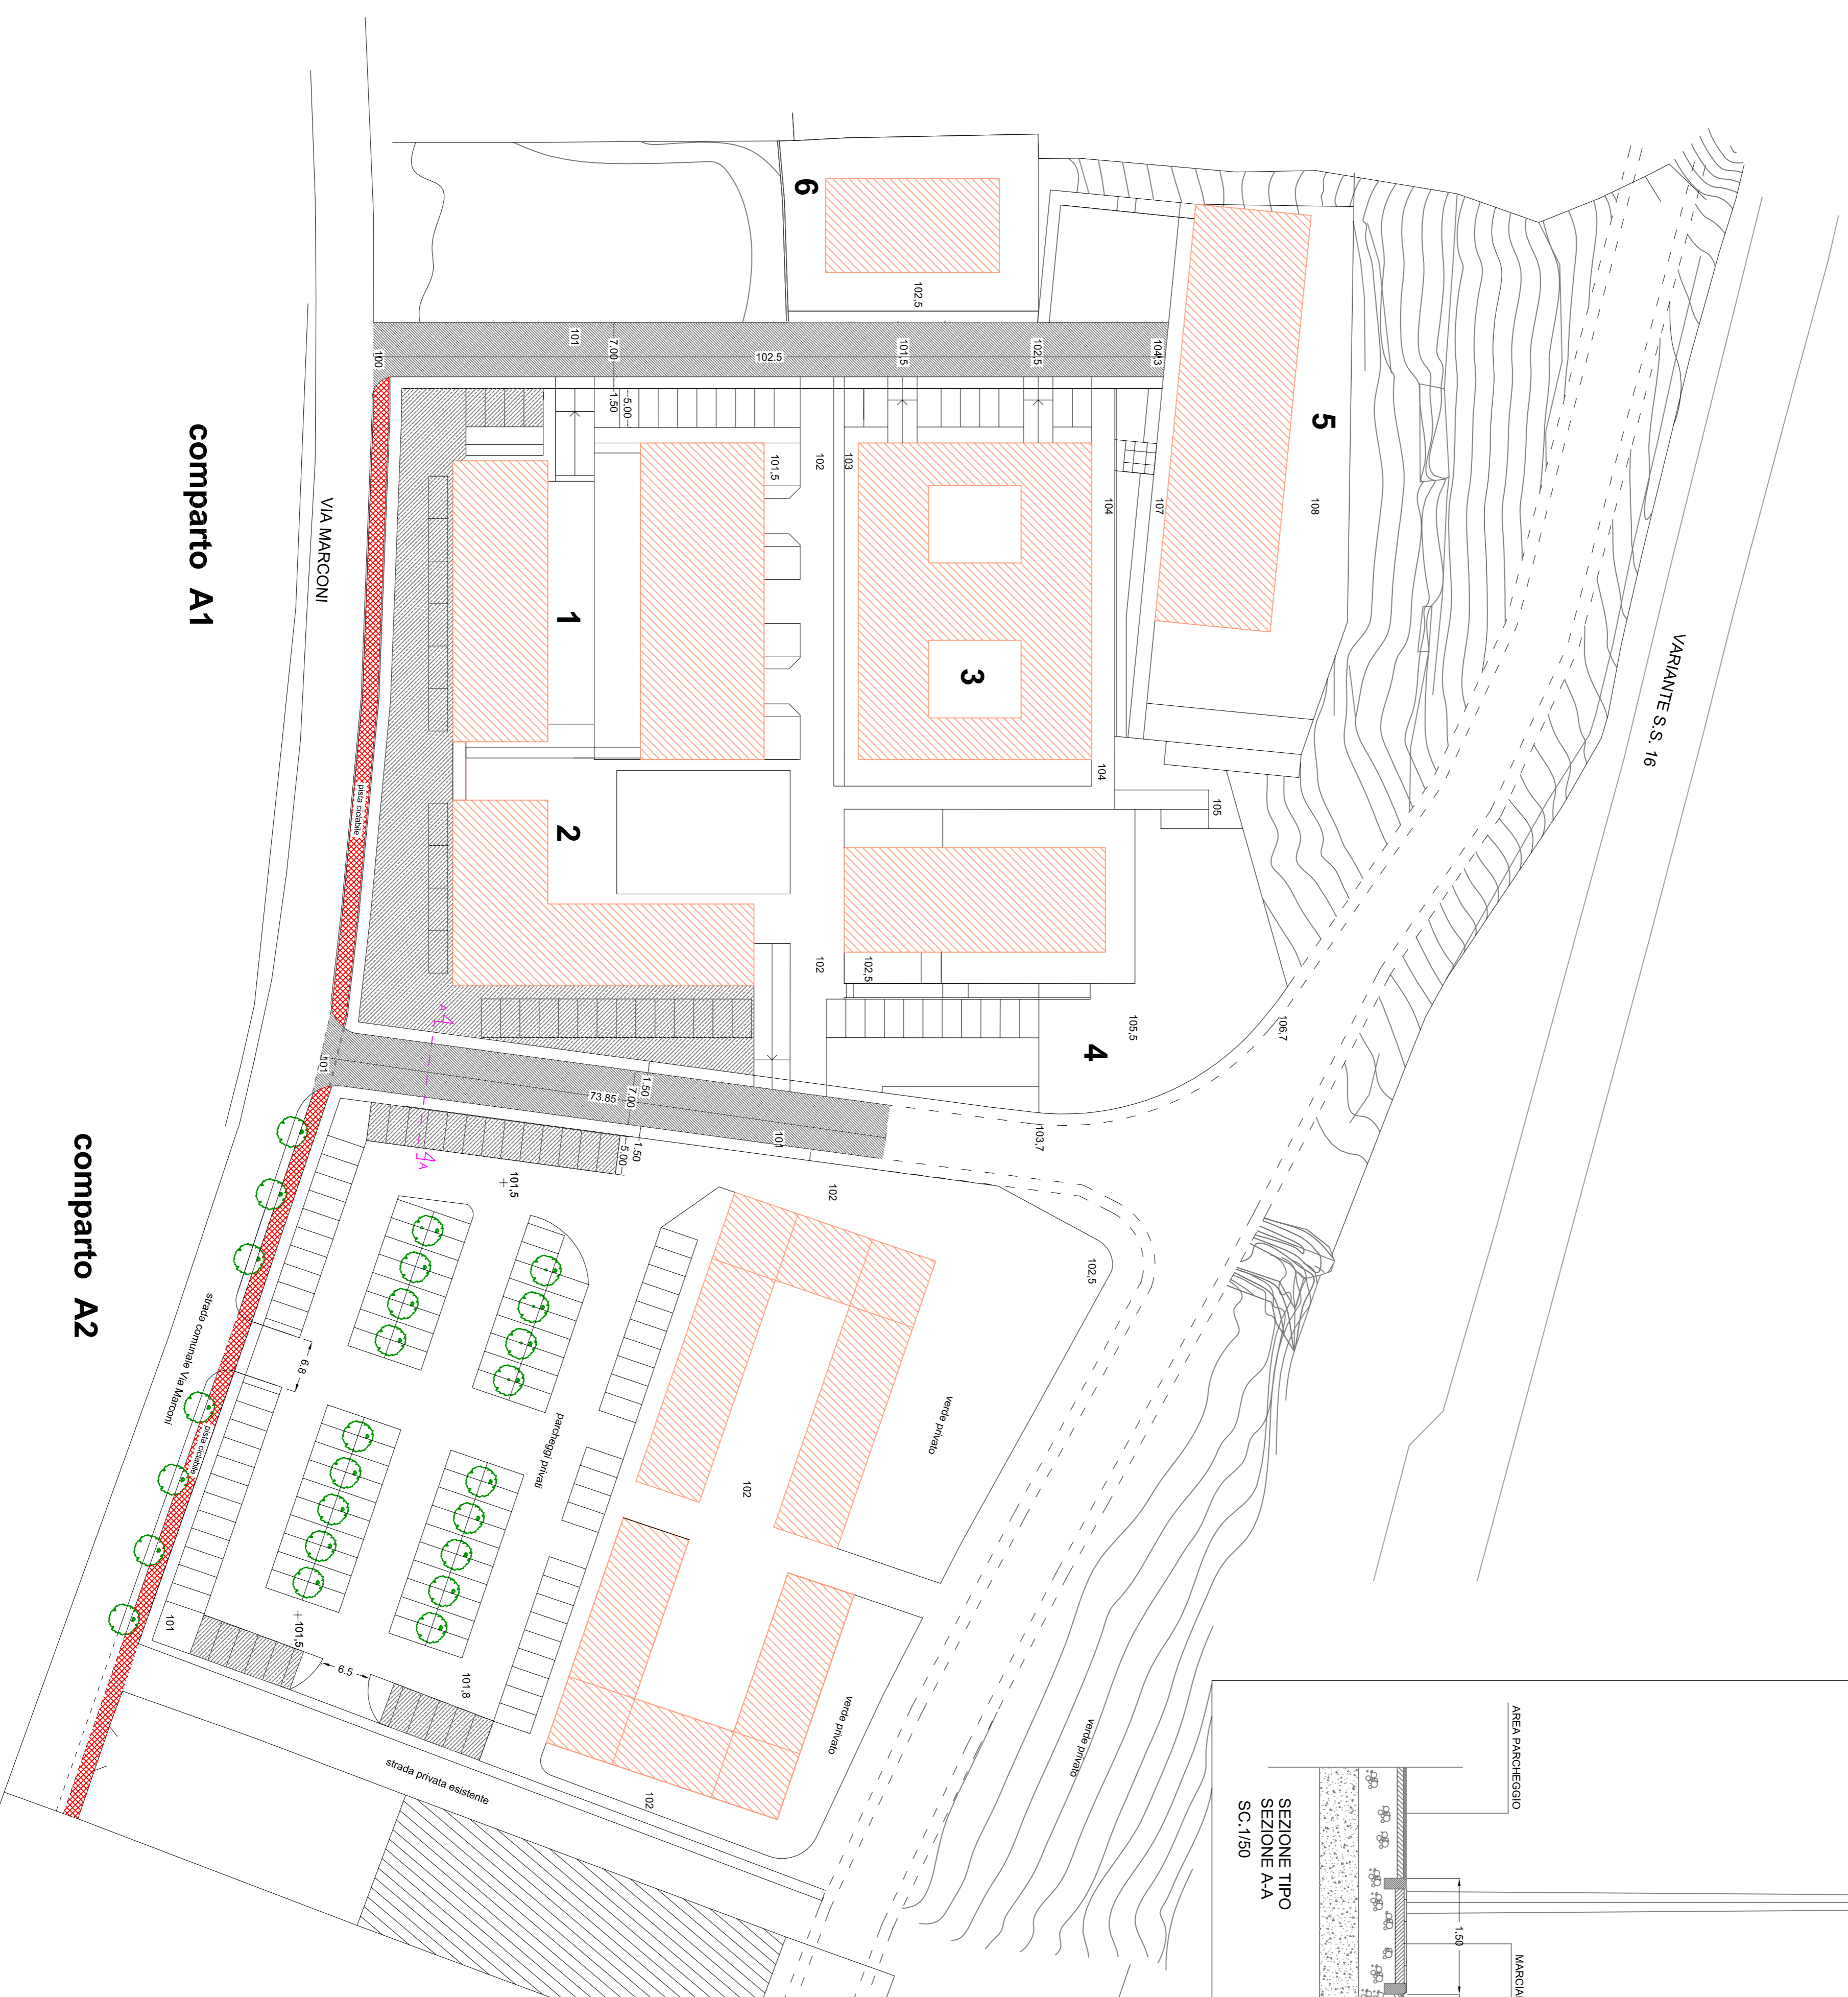 VARIANTE S.S. 16
6
102,5
5
108
107
104
104,3
102,5
101,5
102.5
7.00
101
100
1.50
5.00
101,5
102
103
3
104
105
1
2
VIA MARCONI
pista ciclabile
comparto A1
102
102,5
4
105,5
106,7
103,7
A
A
101
73.85
7.00
1.50
101
1.50
5.00
101,5
102
102,5
comparto A2
strada comunale Via Marconi
pista ciclabile
6.8
parcheggi privati
verde privato
102
verde privato
verde privato
101
101,5
6.5
101,8
strada privata esistente
102
AREA PARCHEGGIO
1.50
SEZIONE TIPO
SEZIONE A-A
SC.1/50